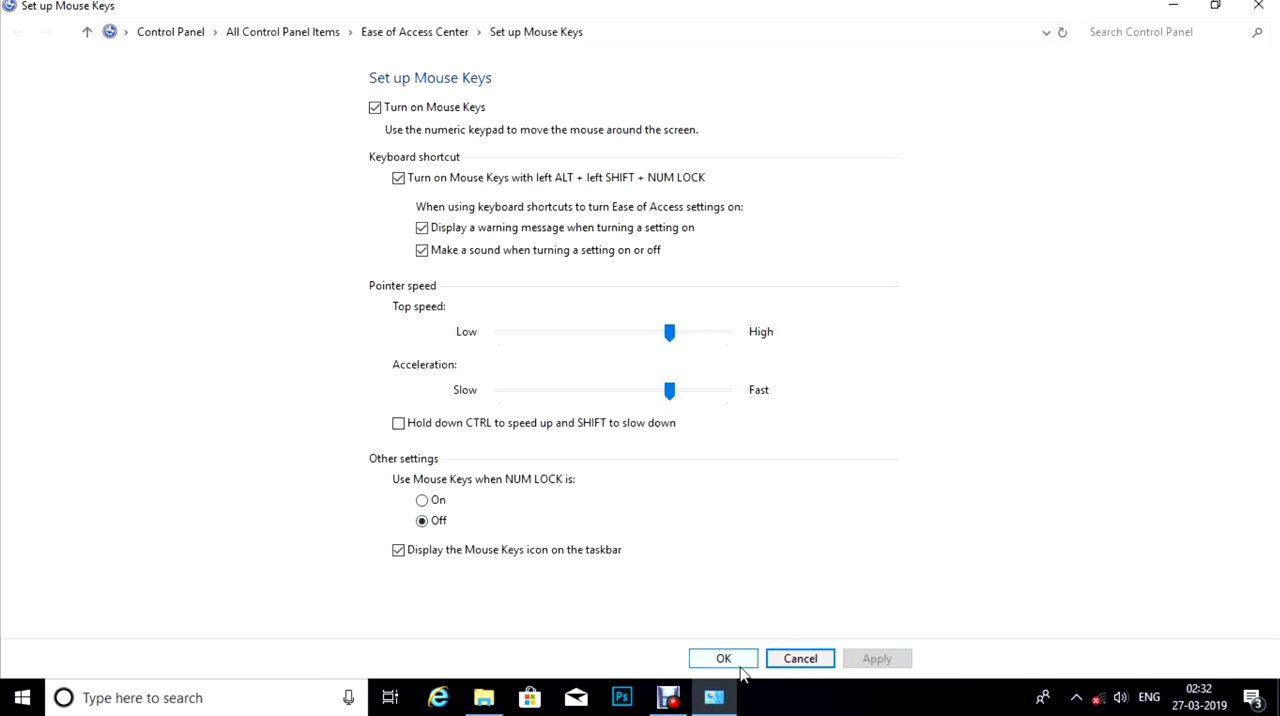 Set up Mouse Keys
Control Panel > All Control Panel Items > Ease of Access Center > Set up Mouse Keys
Search Control Panel
Set up Mouse Keys
Turn on Mouse Keys
Use the numeric keypad to move the mouse around the screen.
Keyboard shortcut
Turn on Mouse Keys with left ALT + left SHIFT + NUM LOCK
When using keyboard shortcuts to turn Ease of Access settings on:
Display a warning message when turning a setting on
Make a sound when turning a setting on or off
Pointer speed
Top speed:
Low High
Acceleration:
Slow Fast
Hold down CTRL to speed up and SHIFT to slow down
Other settings
Use Mouse Keys when NUM LOCK is:
On
Off
Display the Mouse Keys icon on the taskbar
OK Cancel Apply
Type here to search
Ps
ENG
02:32
27-03-2019
3